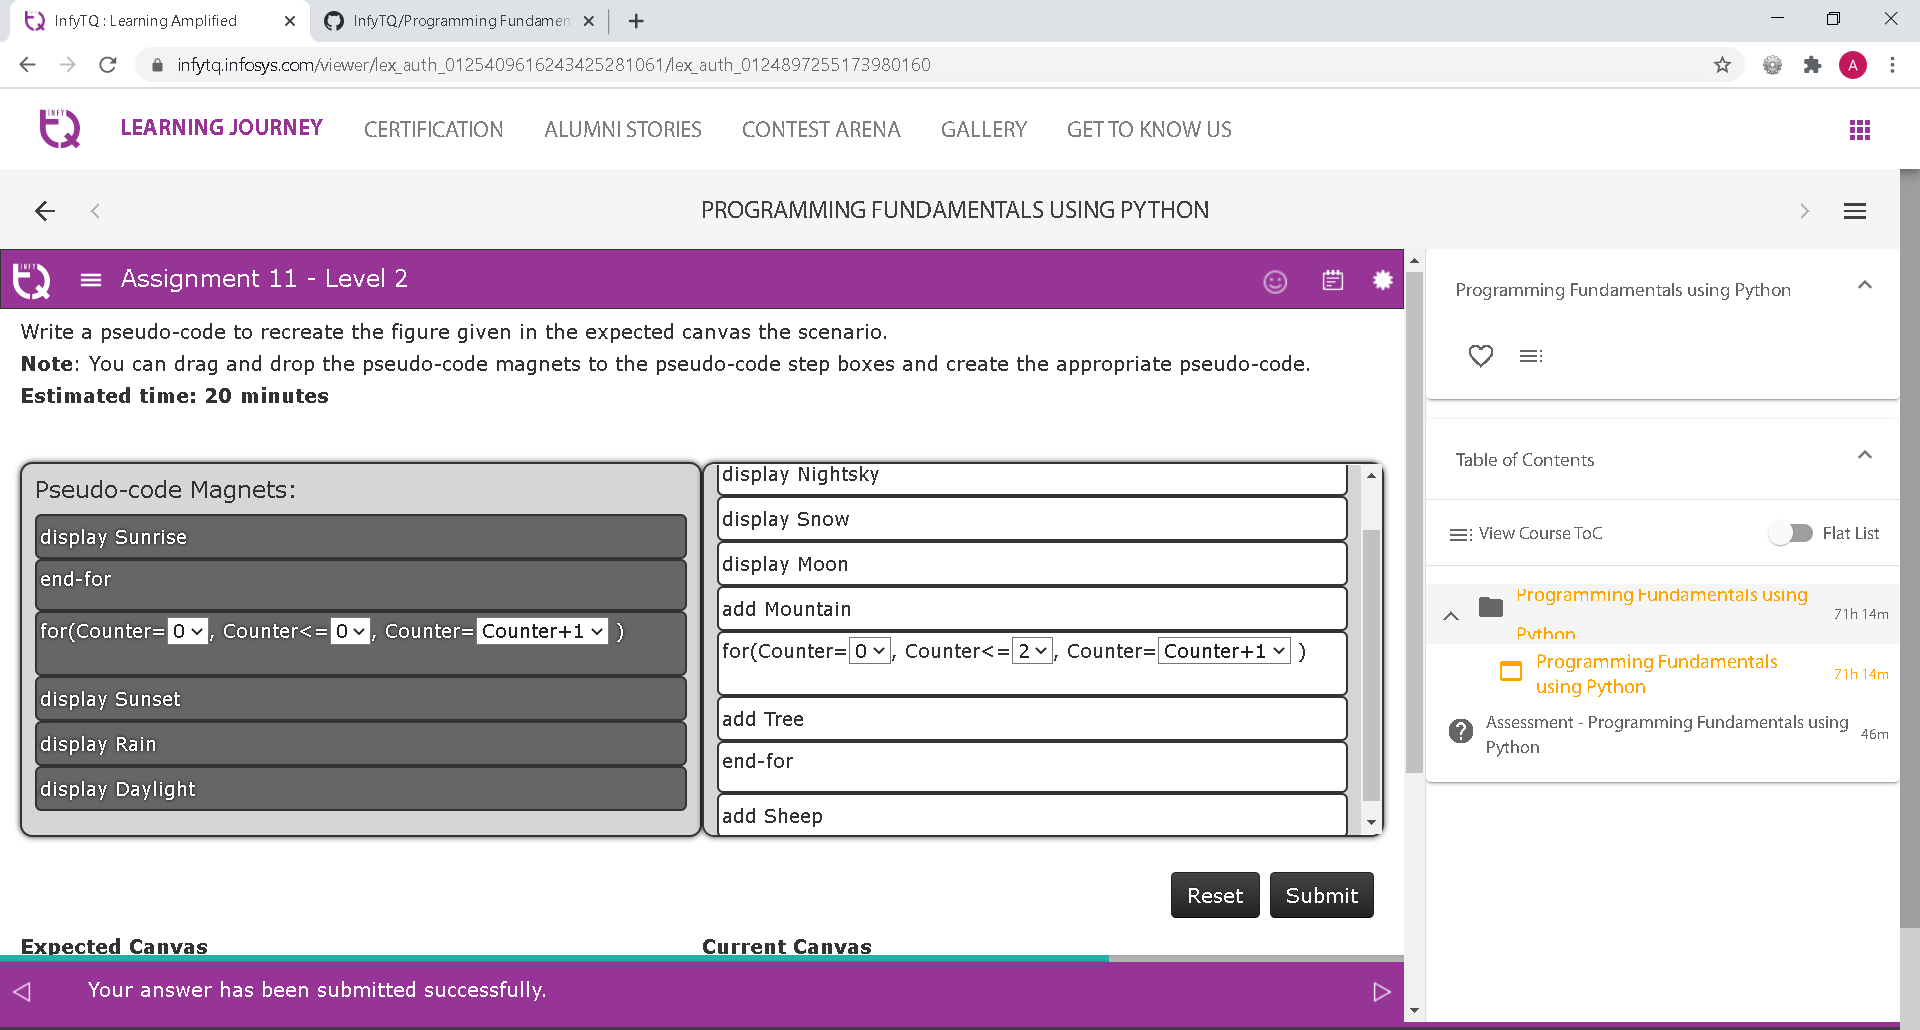 InfyTQ : Learning Amplified
InfyTQ/Programming Fundamen
infytq.infosys.com/viewer/lex_auth_0125409616243425281061/lex_auth_0124897255173980160
A
INFY
TQ
LEARNING JOURNEY
CERTIFICATION
ALUMNI STORIES
CONTEST ARENA
GALLERY
GET TO KNOW US
PROGRAMMING FUNDAMENTALS USING PYTHON
INFY
TQ
Assignment 11 - Level 2
Write a pseudo-code to recreate the figure given in the expected canvas the scenario.
Note: You can drag and drop the pseudo-code magnets to the pseudo-code step boxes and create the appropriate pseudo-code.
Estimated time: 20 minutes
Pseudo-code Magnets:
display Sunrise
end-for
for(Counter= 0, Counter<= 0, Counter= Counter+1 )
display Sunset
display Rain
display Daylight
display Nightsky
display Snow
display Moon
add Mountain
for(Counter= 0, Counter<= 2, Counter= Counter+1 )
add Tree
end-for
add Sheep
Reset
Submit
Expected Canvas
Current Canvas
Your answer has been submitted successfully.
Programming Fundamentals using Python
Table of Contents
View Course ToC
Flat List
Programming Fundamentals using
Python
71h 14m
Programming Fundamentals
using Python
71h 14m
Assessment - Programming Fundamentals using
Python
46m